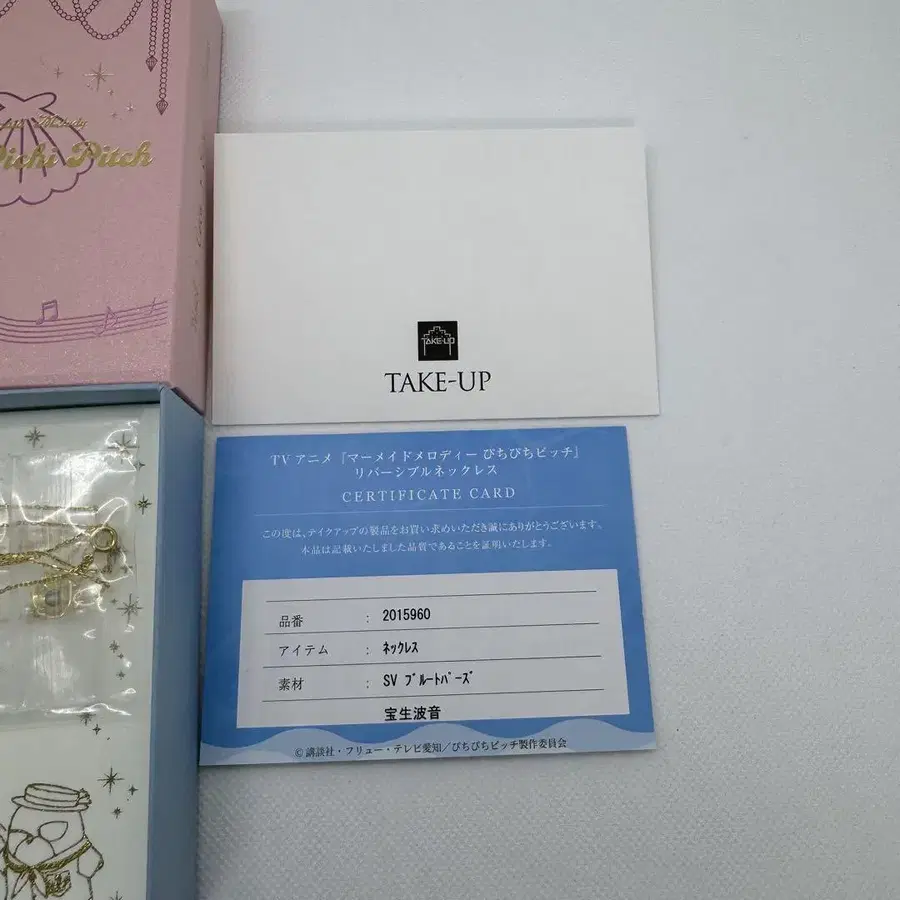 Melody
Pichi Pitch
TAKE-UP
TAKE-UP
TV アニメ『マーメイドメロディー ぴちぴちピッチ』
リバーシブルネックレス
CERTIFICATE CARD
この度は、テイクアップの製品をお買い求めいただき誠にありがとうございます。
本品は記載いたしました品質であることを証明いたします。
品番 : 2015960
アイテム : ネックレス
素材 : SV ブルートパーズ
宝生波音
© 講談社・フリュー・テレビ愛知/ぴちぴちピッチ製作委員会